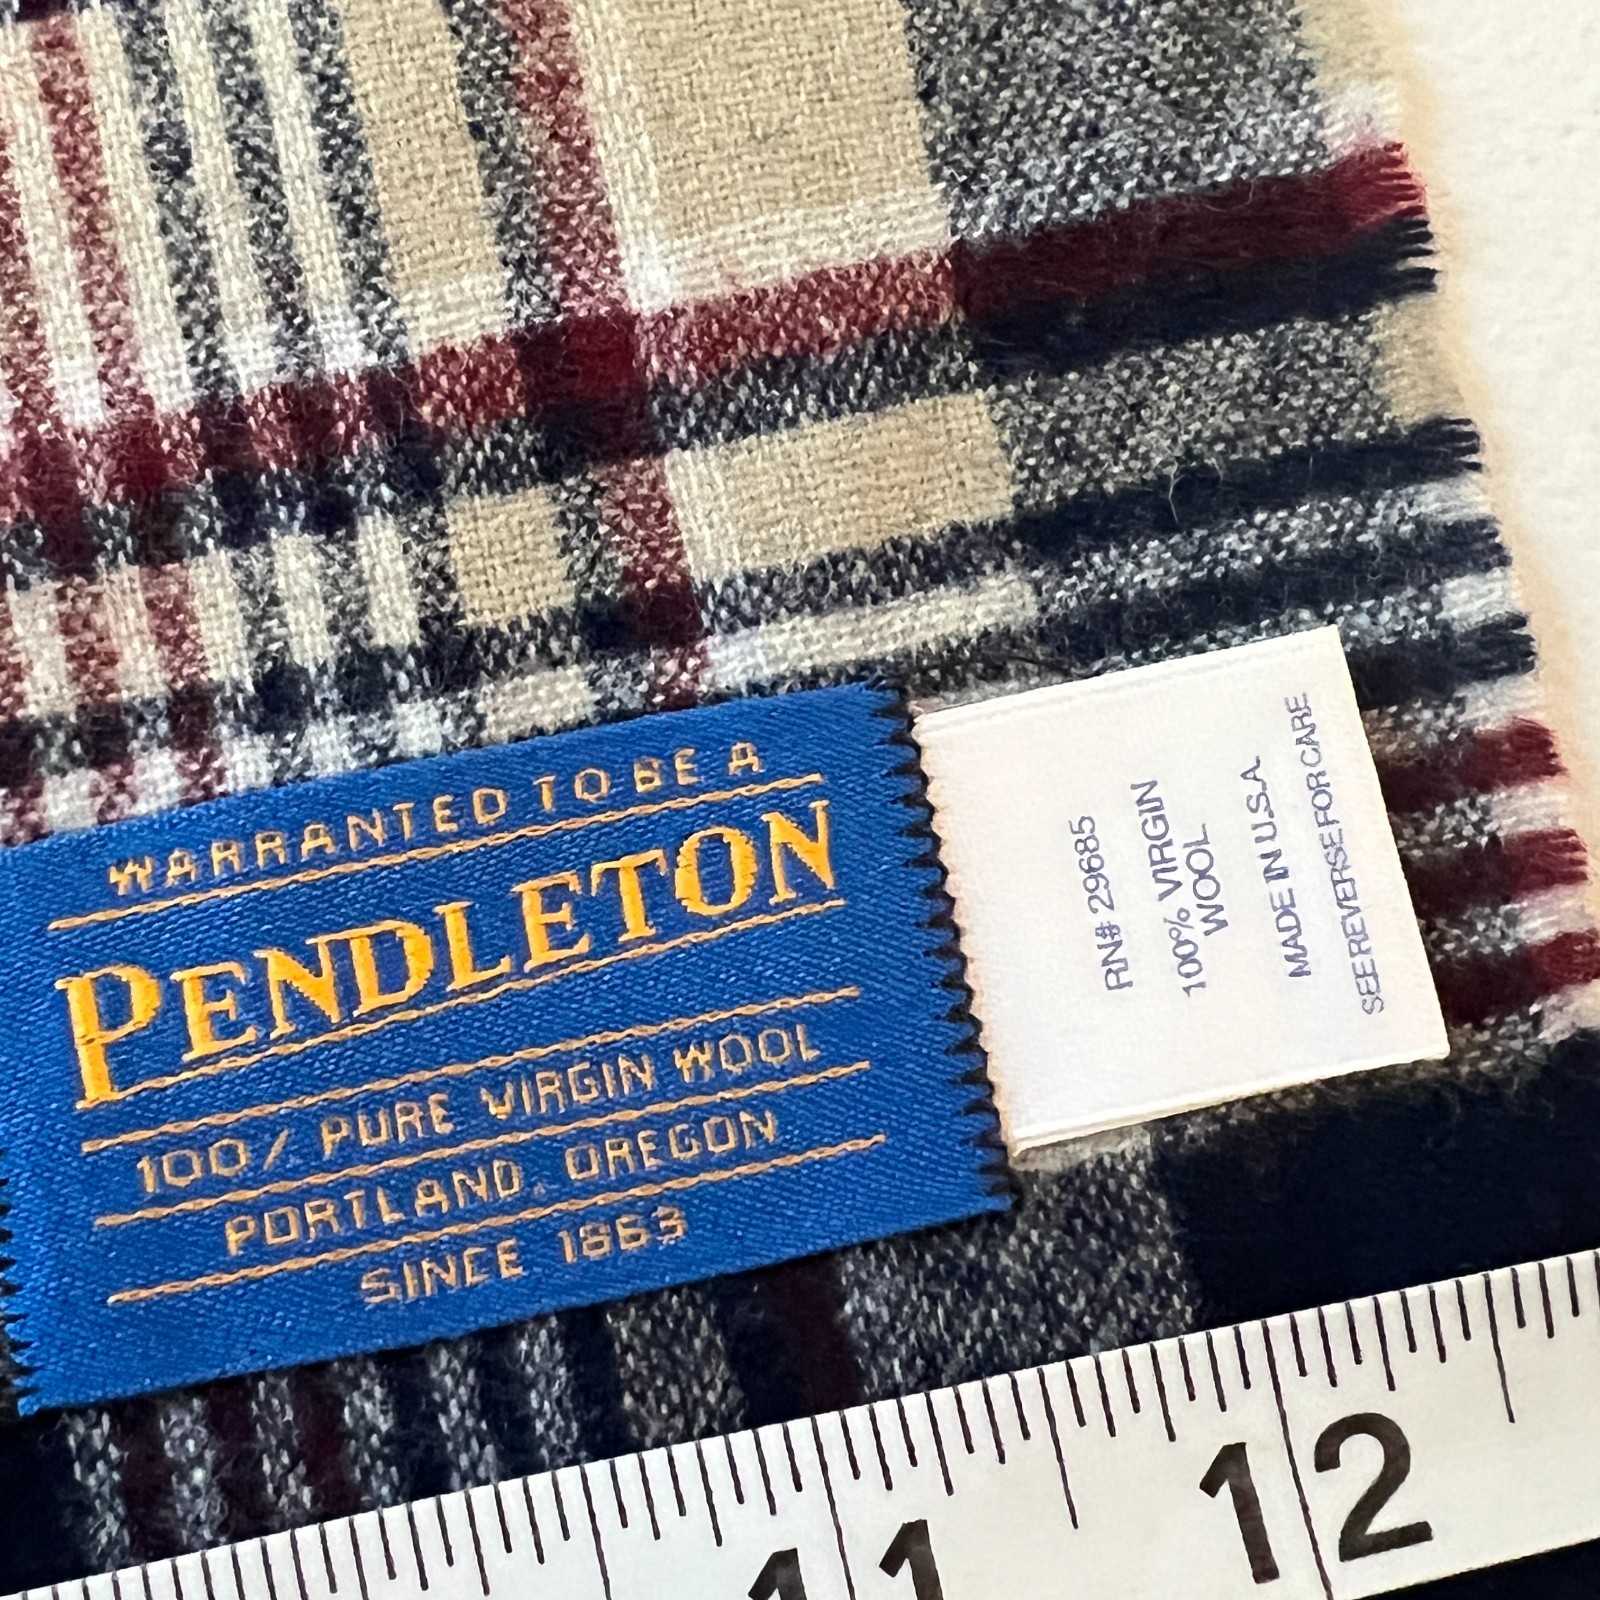 WARRANTED TO BE A
PENDLETON
100% PURE VIRGIN WOOL
PORTLAND, OREGON
SINCE 1863
RN# 29685
100% VIRGIN
WOOL
MADE IN U.S.A.
SEE REVERSE FOR CARE
11
12